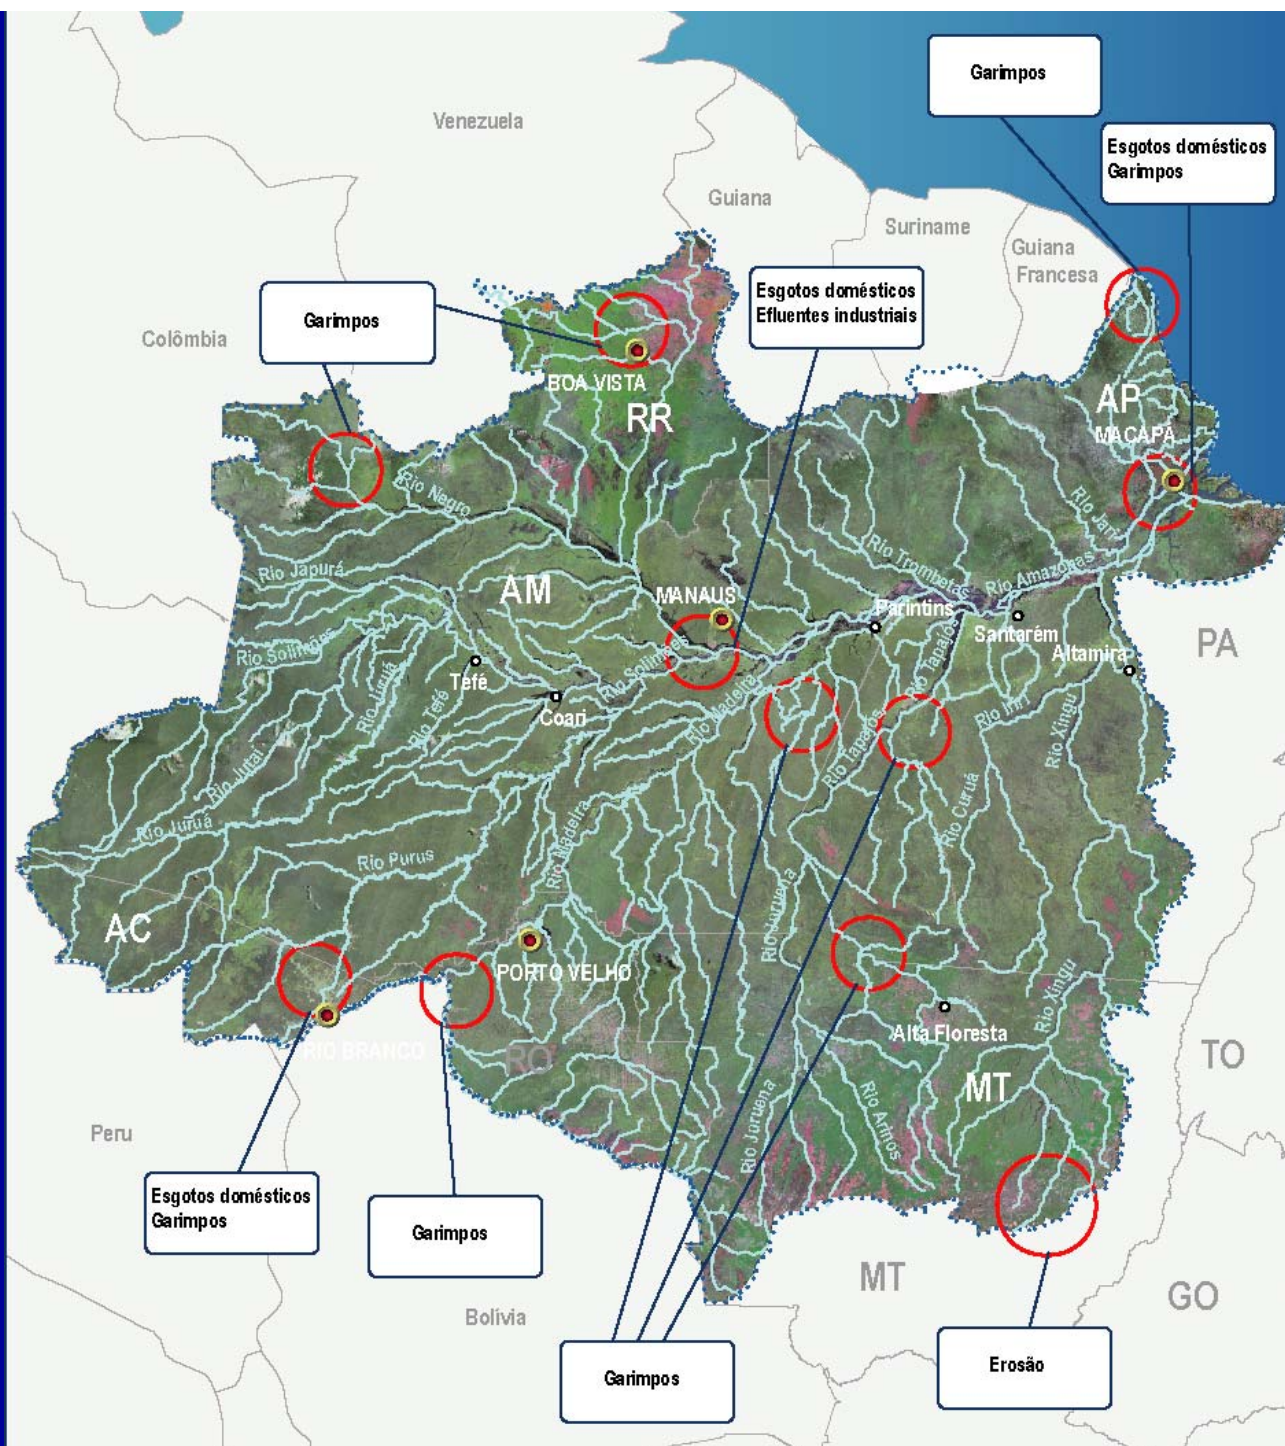 Garimpos
Esgotos domésticos
Garimpos
Venezuela
Guiana
Suriname
Guiana
Francesa
Esgotos domésticos
Efluentes industriais
Garimpos
Colômbia
BOA VISTA
RR
AP
MACAPÁ
Rio Negro
Rio Jari
Rio Trombetas
Rio Amazonas
Rio Japurá
AM
MANAUS
Parintins
Santarém
Altamira
PA
Rio Solimões
Rio Juruá
Rio Tefé
Tefé
Coari
Rio Solimões
Rio Madeira
Rio Tapajós
Rio Tapajós
Rio Iriri
Rio Xingu
Rio Jutaí
Rio Juruá
Rio Purus
Rio Madeira
Rio Curuá
Rio Juruena
AC
PORTO VELHO
RIO BRANCO
RO
Alta Floresta
Rio Xingu
MT
TO
Rio Juruena
Rio Arinos
Peru
Esgotos domésticos
Garimpos
Garimpos
Bolívia
MT
GO
Garimpos
Erosão